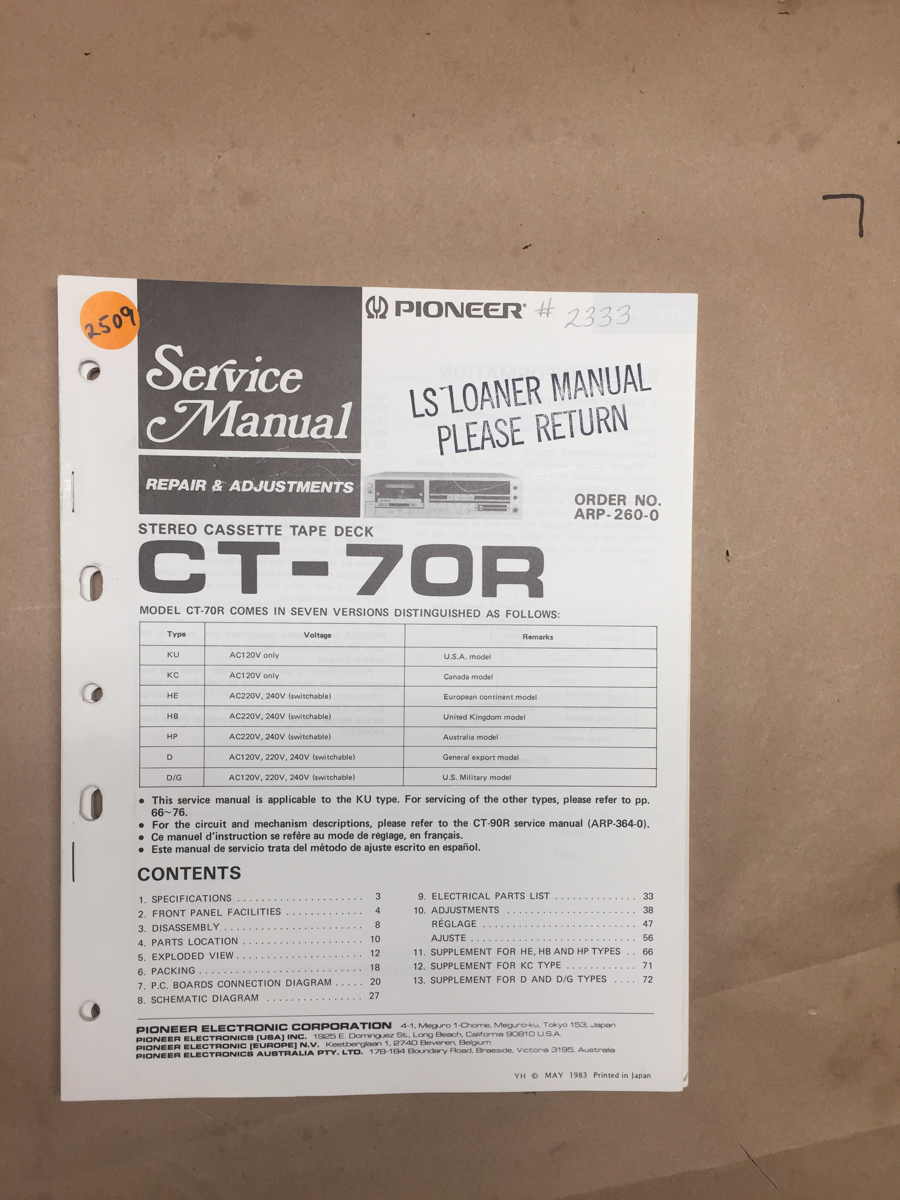 2509
PIONEER® # 2333
Service
Manual
LS LOANER MANUAL
PLEASE RETURN
REPAIR & ADJUSTMENTS
ORDER NO.
ARP-260-0
STEREO CASSETTE TAPE DECK
CT-70R
MODEL CT-70R COMES IN SEVEN VERSIONS DISTINGUISHED AS FOLLOWS:
Type Voltage Remarks
KU AC120V only U.S.A. model
KC AC120V only Canada model
HE AC220V, 240V (switchable) European continent model
HB AC220V, 240V (switchable) United Kingdom model
HP AC220V, 240V (switchable) Australia model
D AC120V, 220V, 240V (switchable) General export model
D/G AC120V, 220V, 240V (switchable) U.S. Military model
● This service manual is applicable to the KU type. For servicing of the other types, please refer to pp.
66~76.
● For the circuit and mechanism descriptions, please refer to the CT-90R service manual (ARP-364-0).
● Ce manuel d'instruction se refère au mode de réglage, en français.
● Este manual de servicio trata del método de ajuste escrito en español.
CONTENTS
1. SPECIFICATIONS . . . . . . . . . . . . . . . . . . . . . 3
2. FRONT PANEL FACILITIES . . . . . . . . . . . . . 4
3. DISASSEMBLY . . . . . . . . . . . . . . . . . . . . . . . 8
4. PARTS LOCATION . . . . . . . . . . . . . . . . . . . . 10
5. EXPLODED VIEW . . . . . . . . . . . . . . . . . . . . . 12
6. PACKING . . . . . . . . . . . . . . . . . . . . . . . . . . . 18
7. P.C. BOARDS CONNECTION DIAGRAM . . . . . 20
8. SCHEMATIC DIAGRAM . . . . . . . . . . . . . . . . 27
9. ELECTRICAL PARTS LIST . . . . . . . . . . . . . 33
10. ADJUSTMENTS . . . . . . . . . . . . . . . . . . . . . 38
RÉGLAGE . . . . . . . . . . . . . . . . . . . . . . . . . . 47
AJUSTE . . . . . . . . . . . . . . . . . . . . . . . . . . . 56
11. SUPPLEMENT FOR HE, HB AND HP TYPES . . 66
12. SUPPLEMENT FOR KC TYPE . . . . . . . . . . . 71
13. SUPPLEMENT FOR D AND D/G TYPES . . . . 72
PIONEER ELECTRONIC CORPORATION 4-1, Meguro 1-Chome, Meguro-ku, Tokyo 153, Japan
PIONEER ELECTRONICS [USA] INC. 1925 E. Dominguez St., Long Beach, California 90810 U.S.A.
PIONEER ELECTRONIC [EUROPE] N.V. Keetberglaan 1, 2740 Beveren, Belgium
PIONEER ELECTRONICS AUSTRALIA PTY. LTD. 178-184 Boundary Road, Braeside, Victoria 3195, Australia
YH © MAY 1983 Printed in Japan